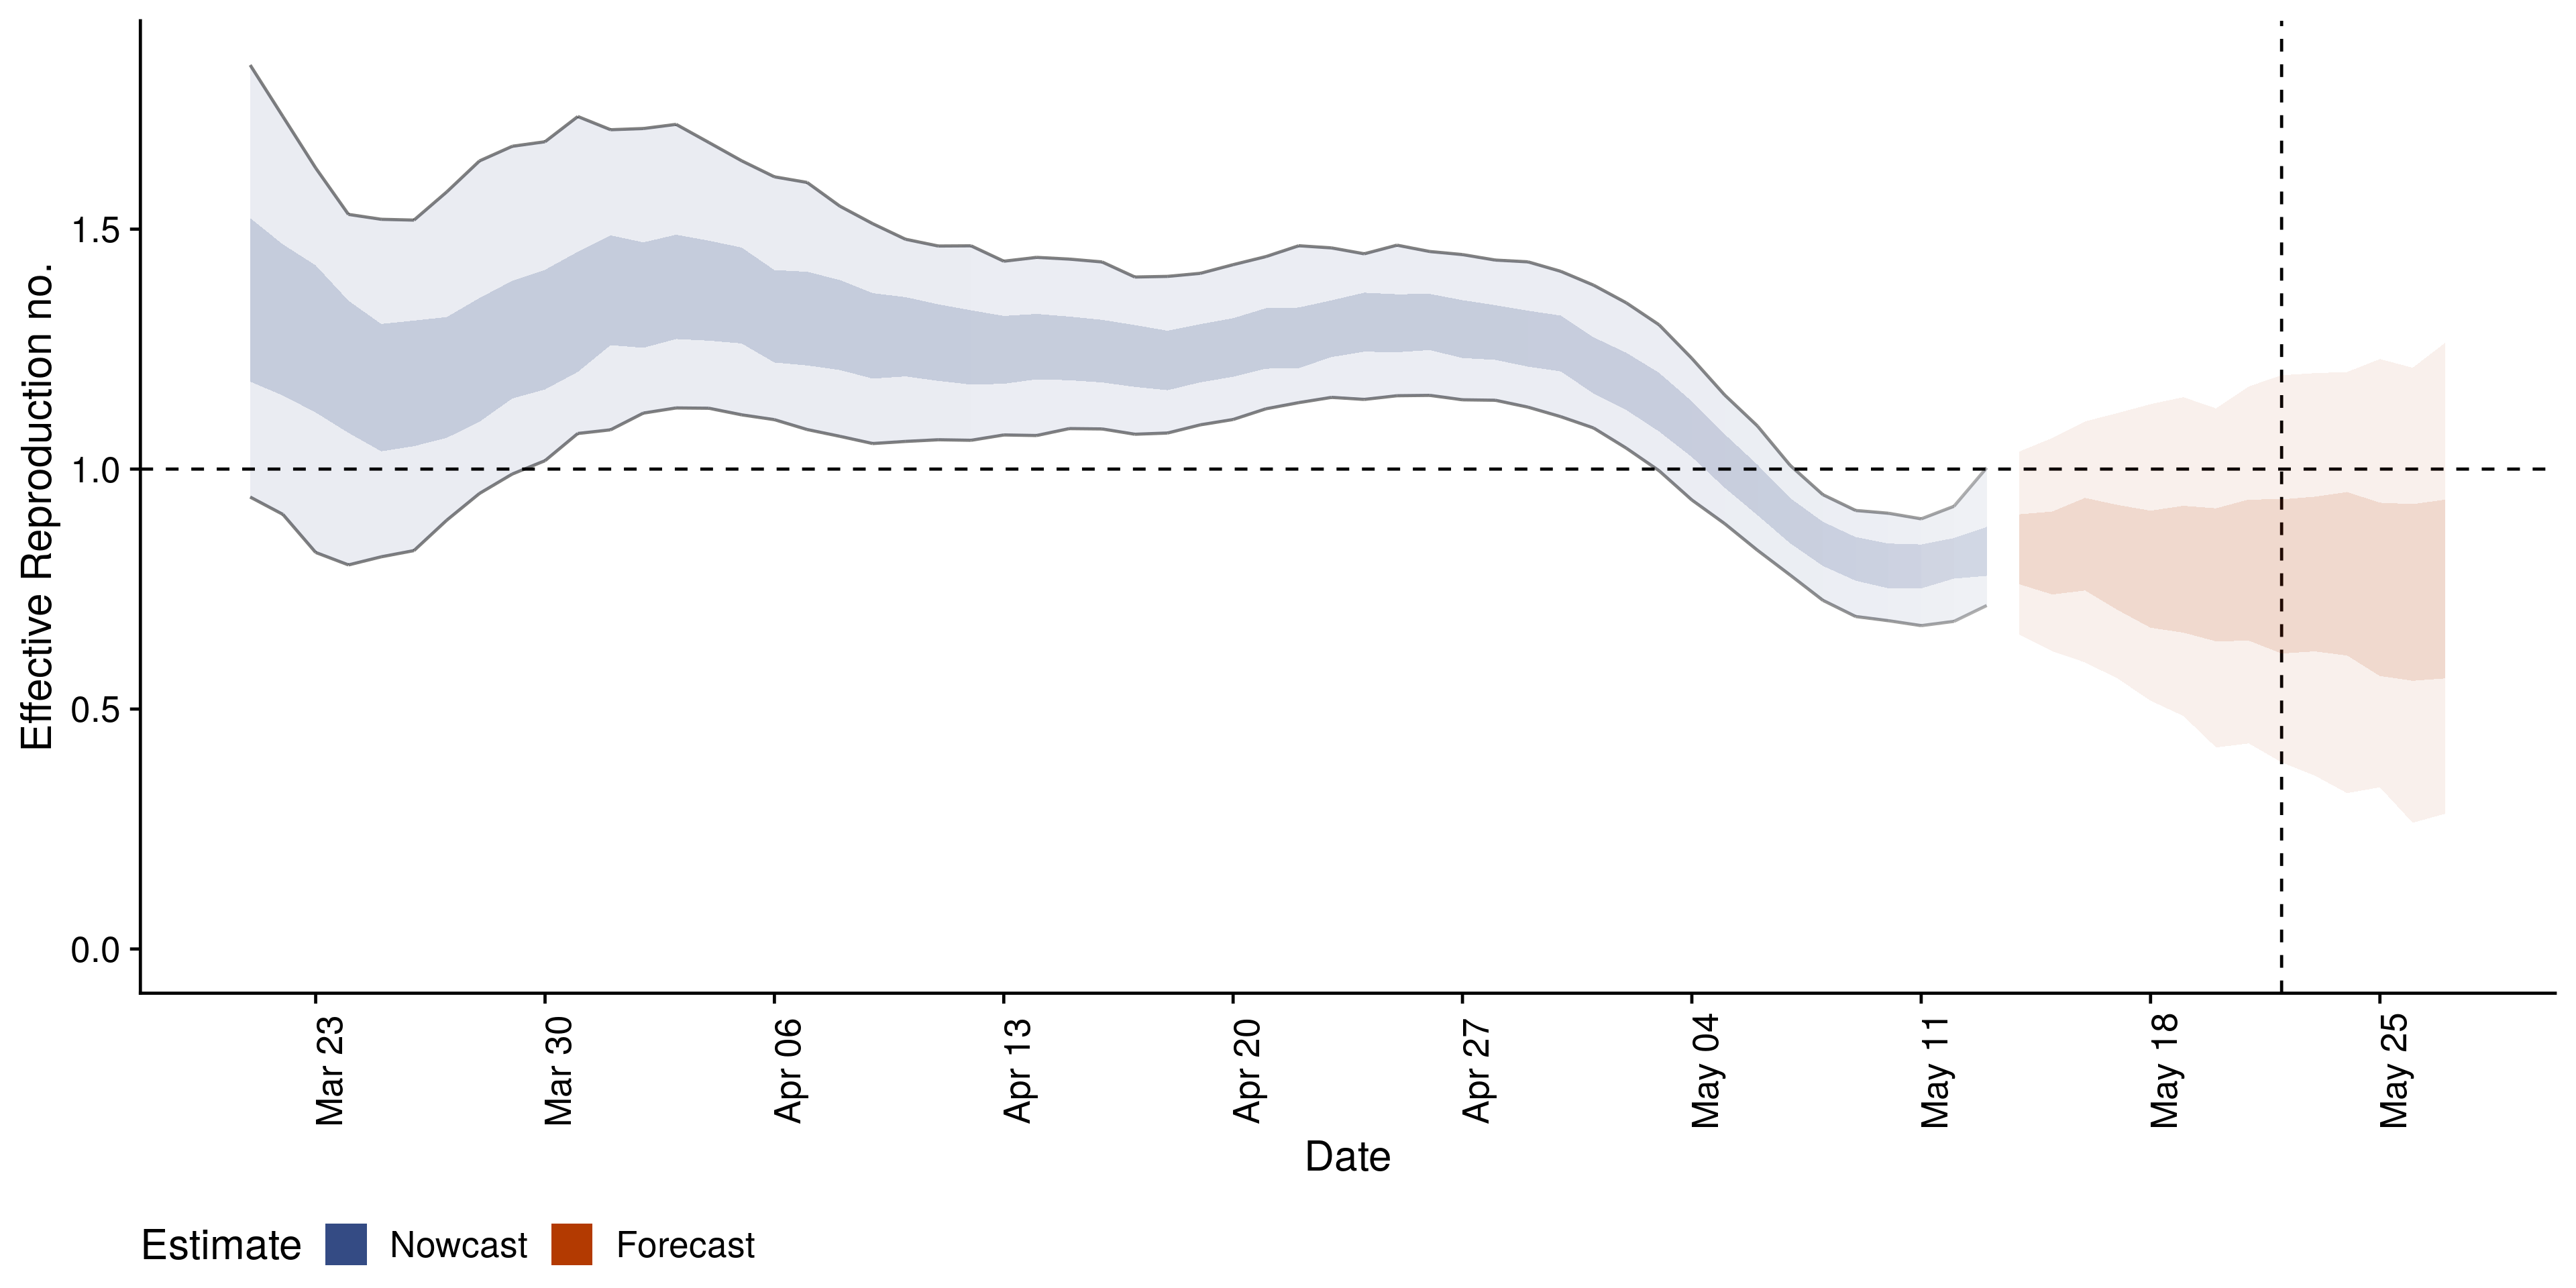 Effective Reproduction no.
1.5
1.0
0.5
0.0
Mar 23
Mar 30
Apr 06
Apr 13
Apr 20
Apr 27
May 04
May 11
May 18
May 25
Date
Estimate Nowcast Forecast